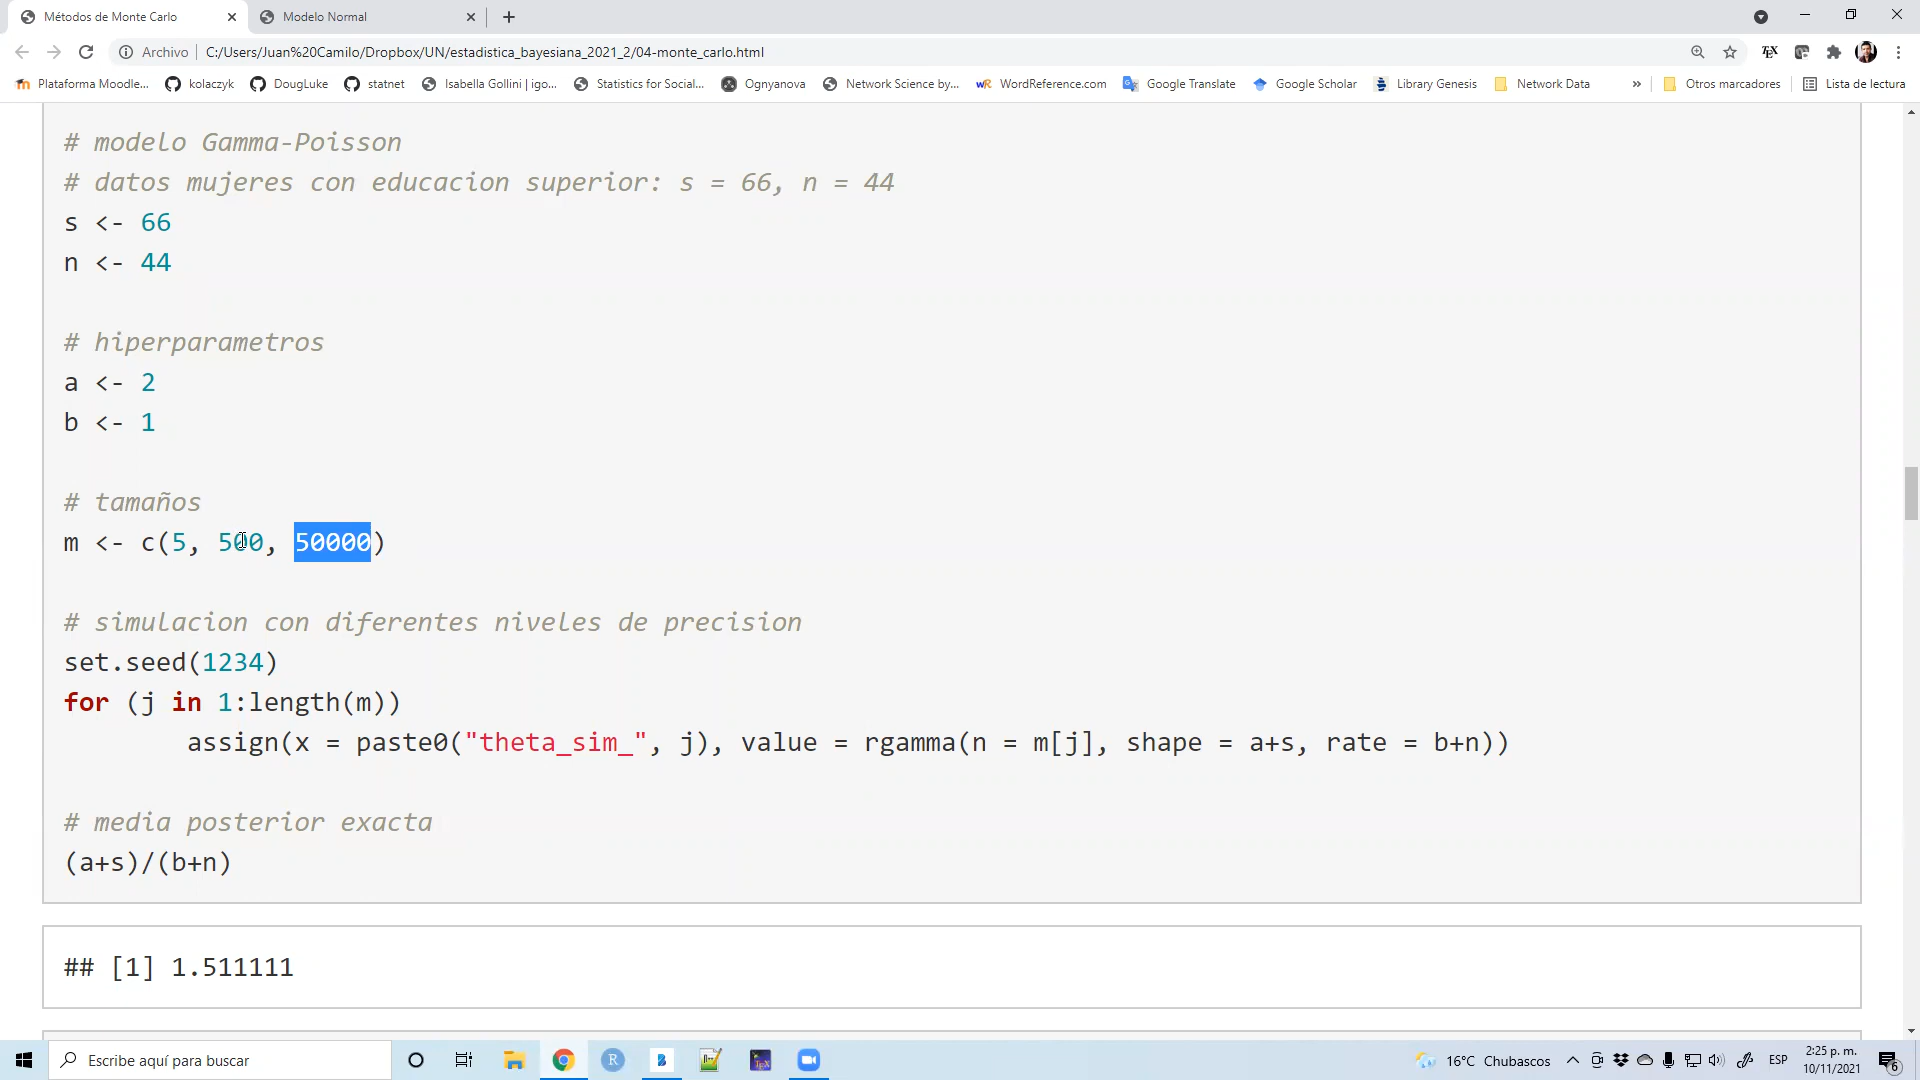 Métodos de Monte Carlo
Modelo Normal
Archivo
C:/Users/Juan%20Camilo/Dropbox/UN/estadistica_bayesiana_2021_2/04-monte_carlo.html
Plataforma Moodle...
kolaczyk
DougLuke
statnet
Isabella Gollini | igo...
Statistics for Social...
Ognyanova
Network Science by...
WordReference.com
Google Translate
Google Scholar
Library Genesis
Network Data
»
Otros marcadores
Lista de lectura
# modelo Gamma-Poisson
# datos mujeres con educacion superior: s = 66, n = 44
s <- 66
n <- 44
# hiperparametros
a <- 2
b <- 1
# tamaños
m <- c(5, 500, 50000)
# simulacion con diferentes niveles de precision
set.seed(1234)
for (j in 1:length(m))
assign(x = paste0("theta_sim_", j), value = rgamma(n = m[j], shape = a+s, rate = b+n))
# media posterior exacta
(a+s)/(b+n)
## [1] 1.511111
Escribe aquí para buscar
16°C Chubascos
ESP
2:25 p. m.
10/11/2021
6